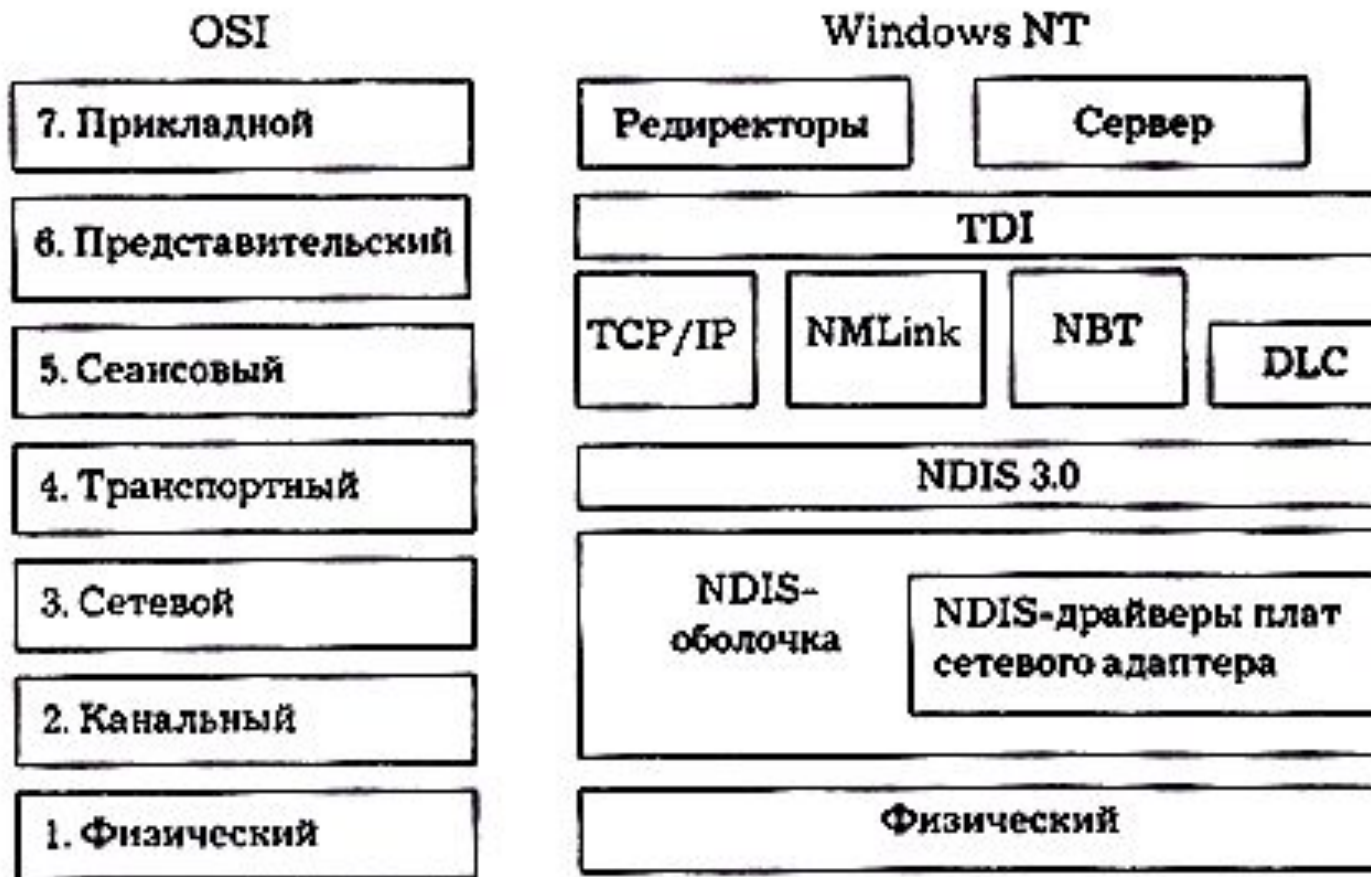 OSI
7. Прикладной
6. Представительский
5. Сеансовый
4. Транспортный
3. Сетевой
2. Канальный
1. Физический
Windows NT
Редиректоры
Сервер
TDI
TCP/IP
NMLink
NBT
DLC
NDIS 3.0
NDIS-
оболочка
NDIS-драйверы плат
сетевого адаптера
Физический